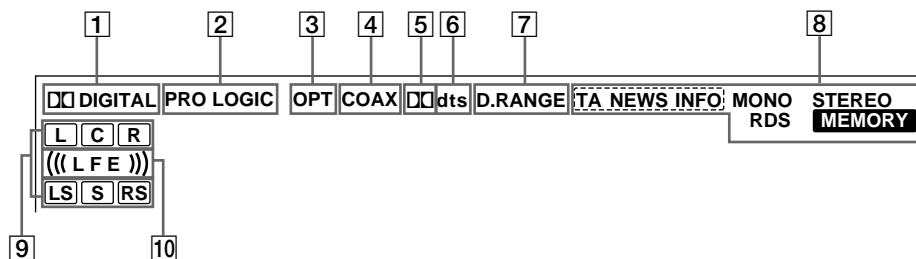 1 2 3 4 5 6 7 8
DIGITAL PRO LOGIC OPT COAX dts D.RANGE TA NEWS INFO MONO STEREO
RDS MEMORY
L C R
((( L F E )))
LS S RS
9 10